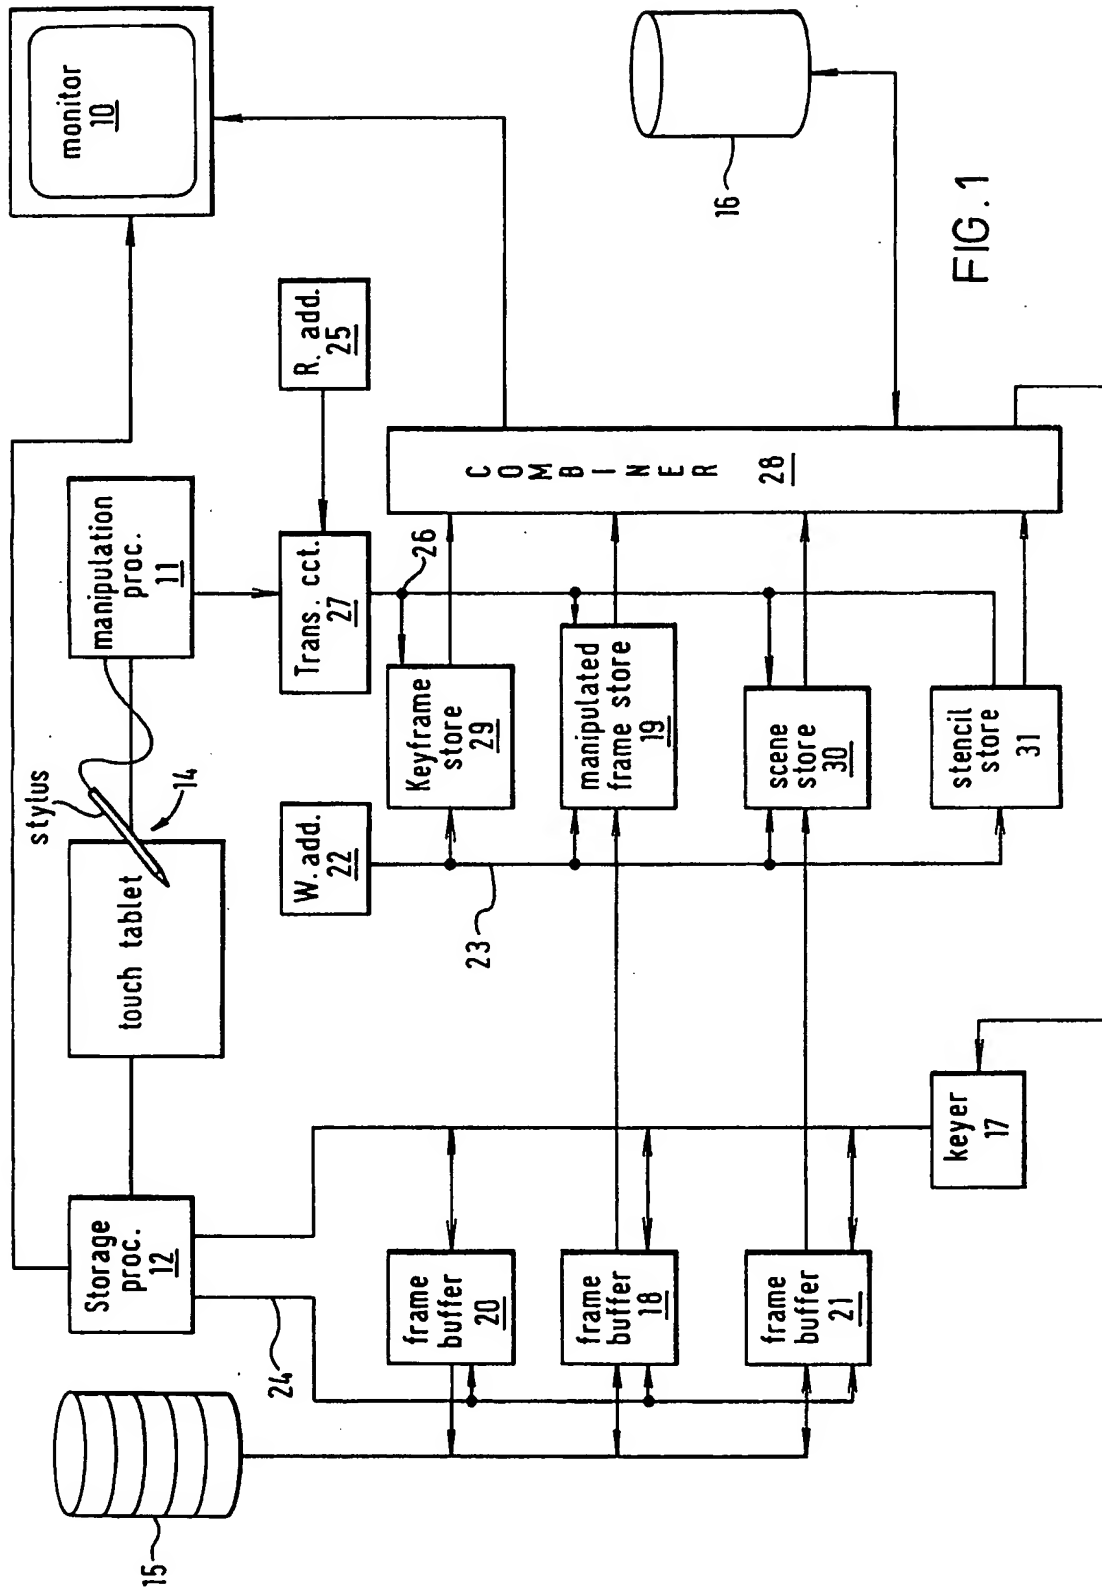 monitor
10
stylus
14
touch tablet
manipulation
proc.
11
Storage
proc.
12
15
24
R. add.
25
Trans. cct.
27
W. add.
22
23
26
Keyframe
store
29
manipulated
frame store
19
scene
store
30
stencil
store
31
COMBINER
28
16
frame
buffer
20
frame
buffer
18
frame
buffer
21
keyer
17
FIG. 1